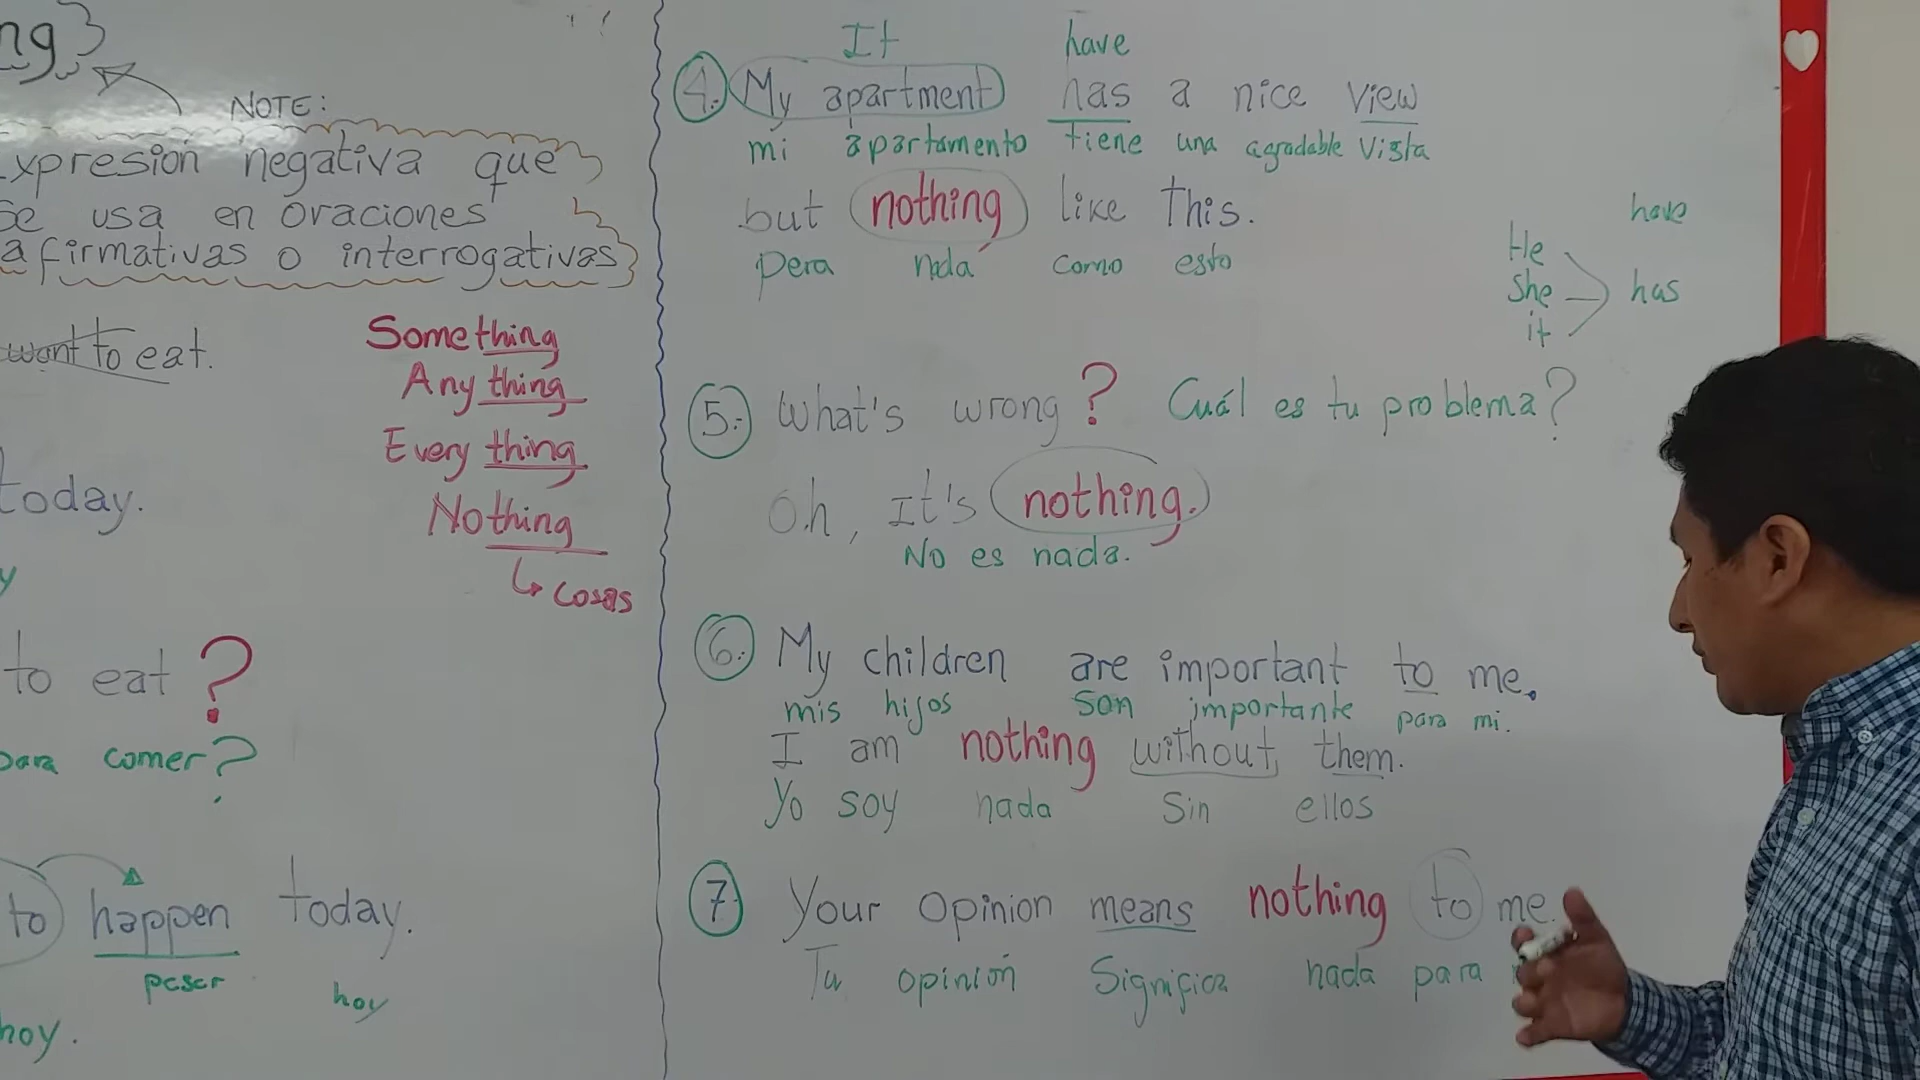 ng
NOTE:
xpresión negativa que
se usa en oraciones
afirmativas o interrogativas
want to eat.
Something
Any thing
Every thing
Nothing
cosas
today.
y
to eat ?
para comer?
to happen today.
pasar hoy
hoy.
It have
4. My apartment has a nice view
mi apartamento tiene una agradable vista
but nothing like this.
pera nada como esto
have
He
She has
it
5. What's wrong? Cuál es tu problema?
Oh, It's nothing.
No es nada.
6. My children are important to me.
mis hijos son importante para mi.
I am nothing without them.
Yo soy nada sin ellos
7 Your opinion means nothing to me.
Tu opinión significa nada para